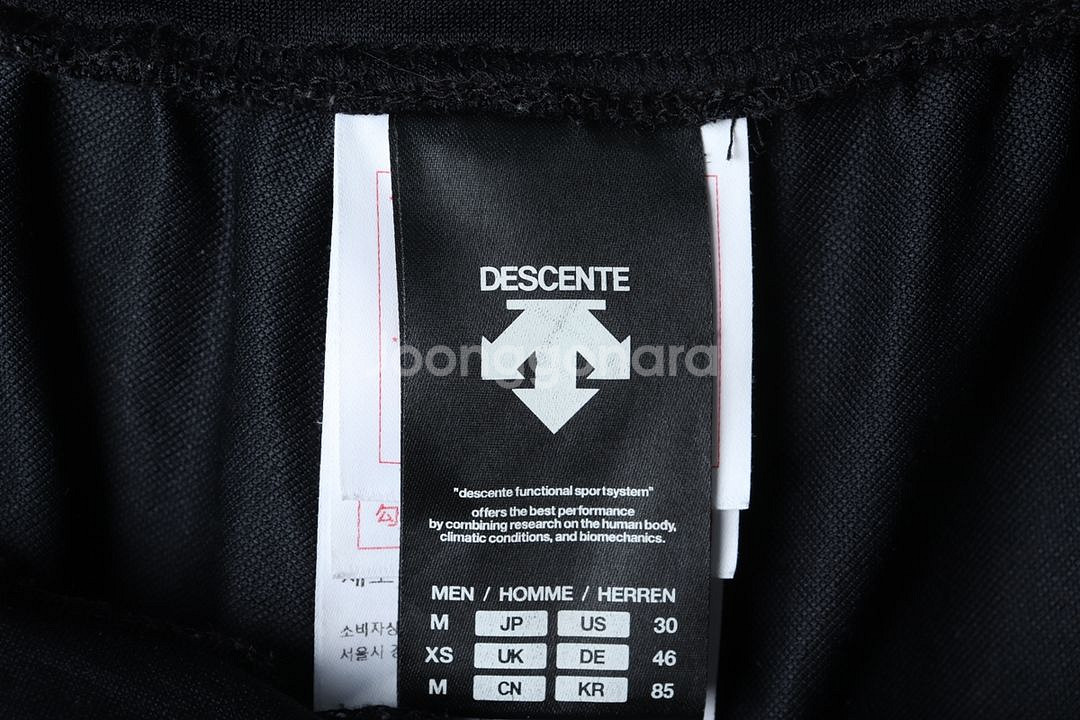 DESCENTE
bonggonara
"descente functional sportsystem"
offers the best performance
by combining research on the human body,
climatic conditions, and biomechanics.
MEN / HOMME / HERREN
M JP US 30
XS UK DE 46
M CN KR 85
소비자상
서울시